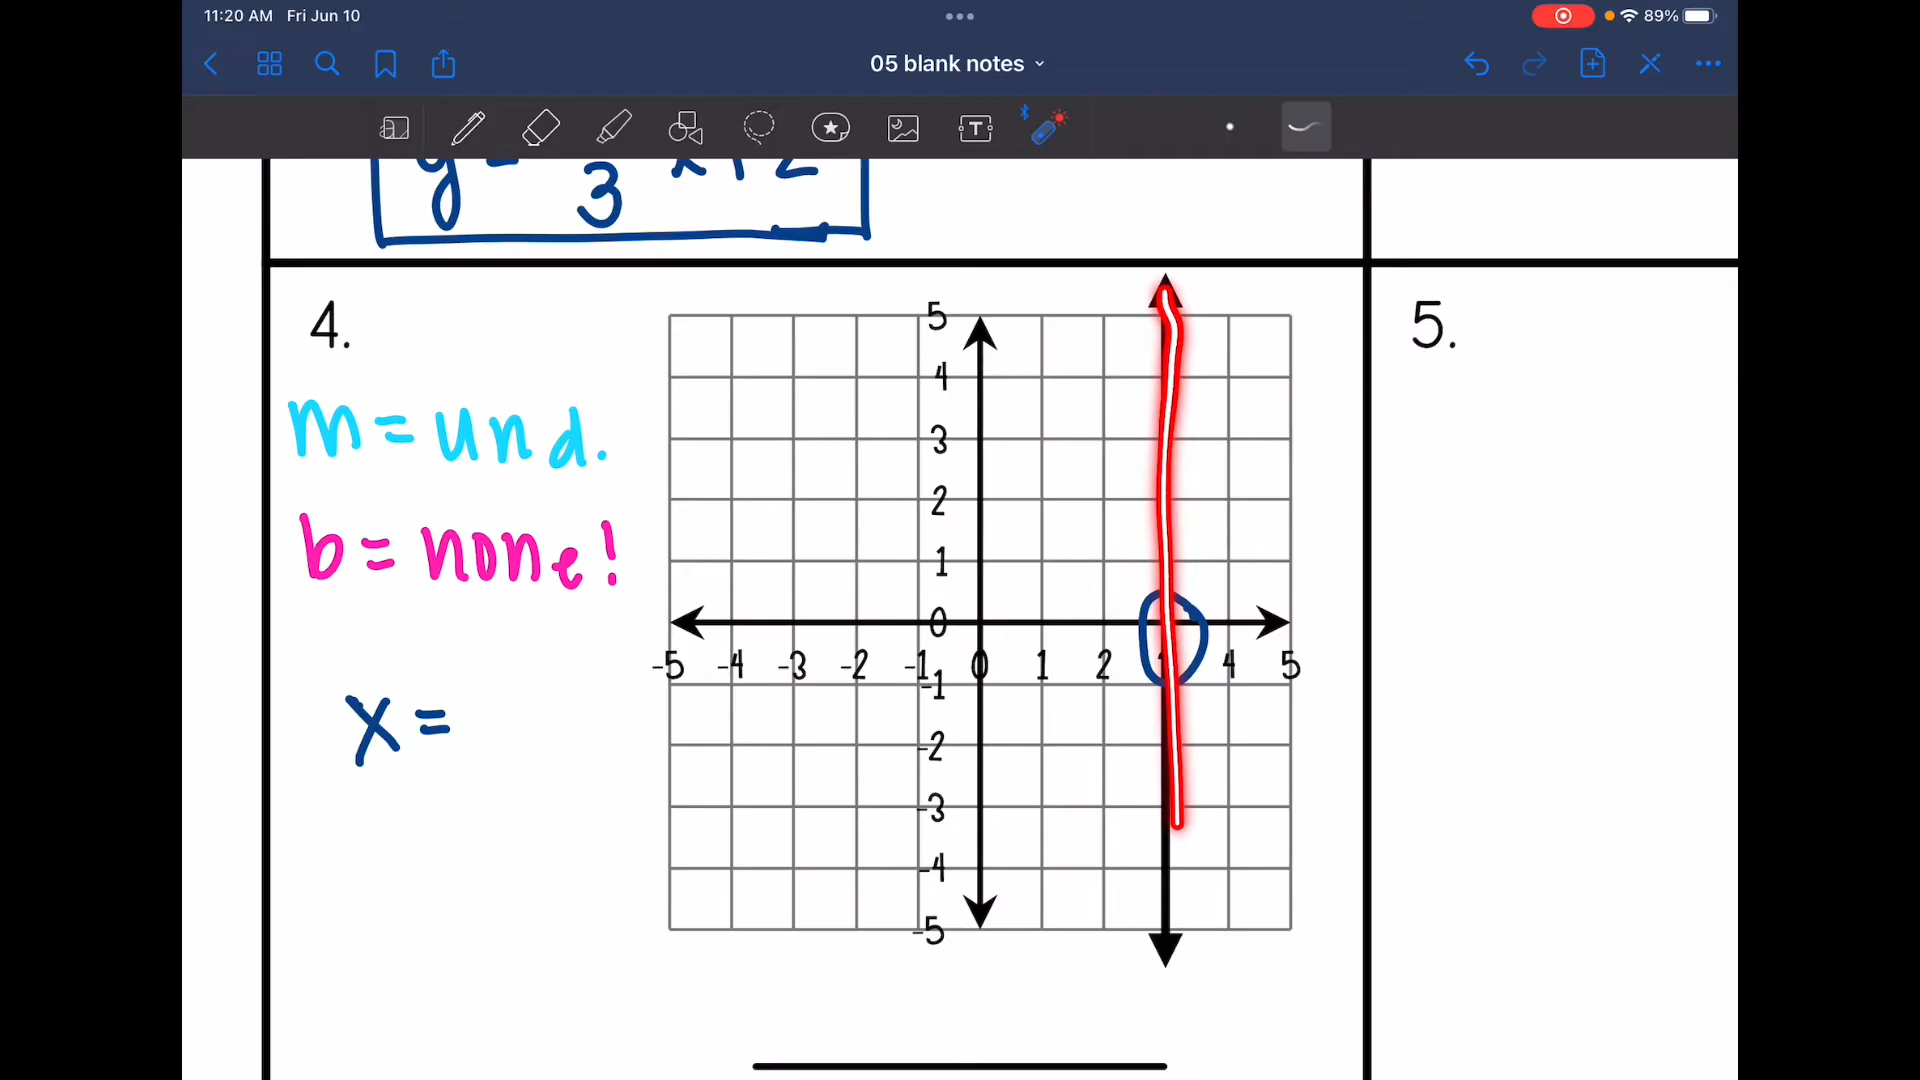 11:20 AM Fri Jun 10
89%
05 blank notes
T
y =
3
x + 2
4.
5.
m = und.
b = none!
x =
5
4
3
2
1
0
-5 -4 -3 -2 -1 0 1 2 4 5
-1
-2
-3
-4
-5